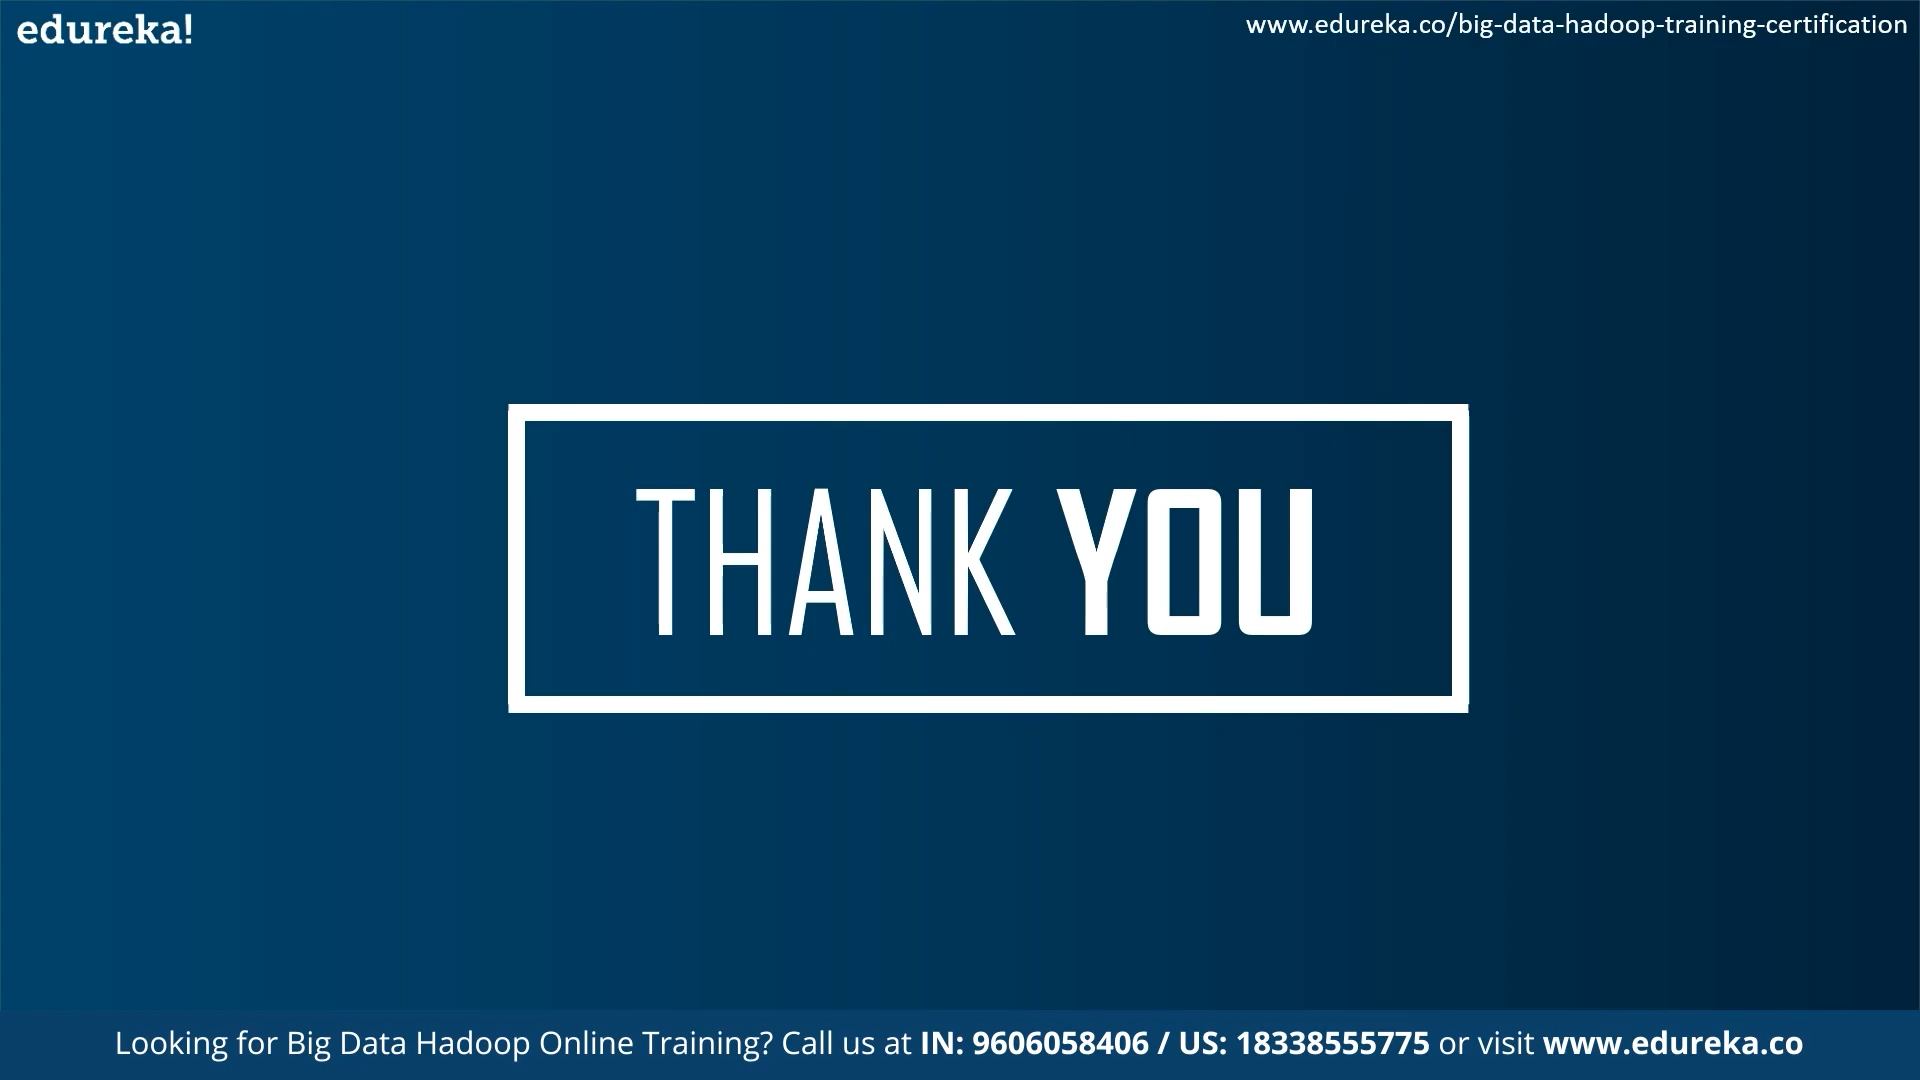 edureka!
www.edureka.co/big-data-hadoop-training-certification
THANK YOU
Looking for Big Data Hadoop Online Training? Call us at IN: 9606058406 / US: 18338555775 or visit www.edureka.co